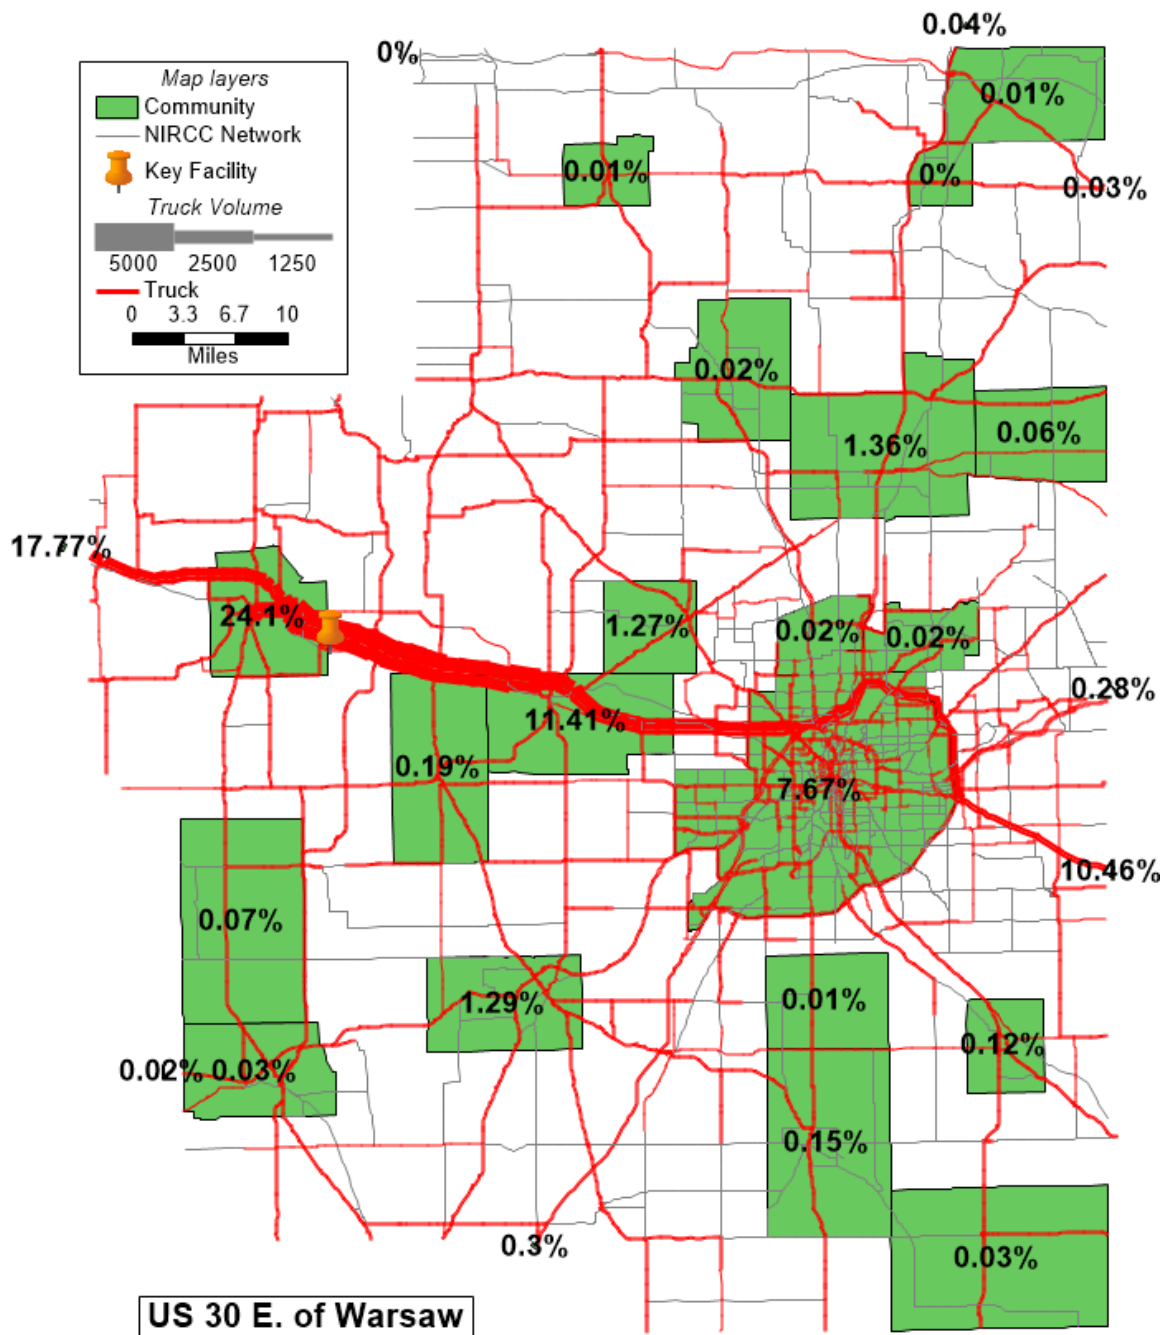 0.04%
0%
Map layers
Community
NIRCC Network
Key Facility
Truck Volume
5000 2500 1250
Truck
0 3.3 6.7 10
Miles
0.01%
0.01%
0%
0.03%
0.02%
1.36%
0.06%
17.77%
24.1%
1.27%
0.02%
0.02%
0.28%
11.41%
0.19%
7.67%
10.46%
0.07%
1.29%
0.01%
0.12%
0.02% 0.03%
0.15%
0.3%
0.03%
US 30 E. of Warsaw